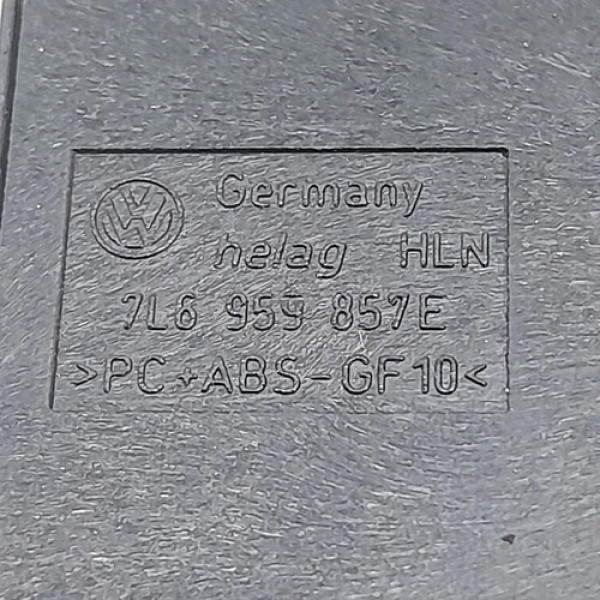 Germany
helag HLN
7L6 959 857E
>PC+ABS-GF10<